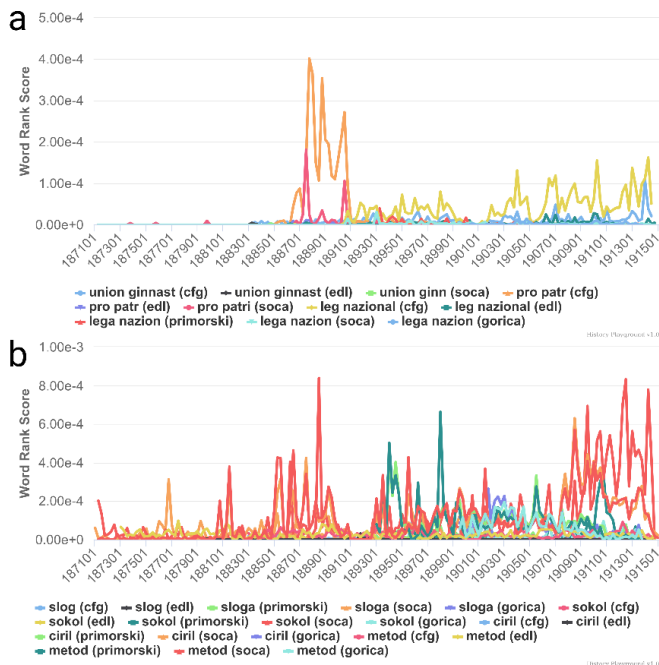 a
5.00e-4
4.00e-4
3.00e-4
2.00e-4
1.00e-4
0.00e+0
Word Rank Score
187101 187301 187501 187701 187901 188101 188301 188501 188701 188901 189101 189301 189501 189701 189901 190101 190301 190501 190701 190901 191101 191301 191501
union ginnast (cfg) union ginnast (edl) union ginn (soca) pro patr (cfg)
pro patr (edl) pro patri (soca) leg nazional (cfg) leg nazional (edl)
lega nazion (primorski) lega nazion (soca) lega nazion (gorica)
History Playground v1.0
b
1.00e-3
8.00e-4
6.00e-4
4.00e-4
2.00e-4
0.00e+0
Word Rank Score
187101 187301 187501 187701 187901 188101 188301 188501 188701 188901 189101 189301 189501 189701 189901 190101 190301 190501 190701 190901 191101 191301 191501
slog (cfg) slog (edl) sloga (primorski) sloga (soca) sloga (gorica) sokol (cfg)
sokol (edl) sokol (primorski) sokol (soca) sokol (gorica) ciril (cfg) ciril (edl)
ciril (primorski) ciril (soca) ciril (gorica) metod (cfg) metod (edl)
metod (primorski) metod (soca) metod (gorica)
History Playground v1.0